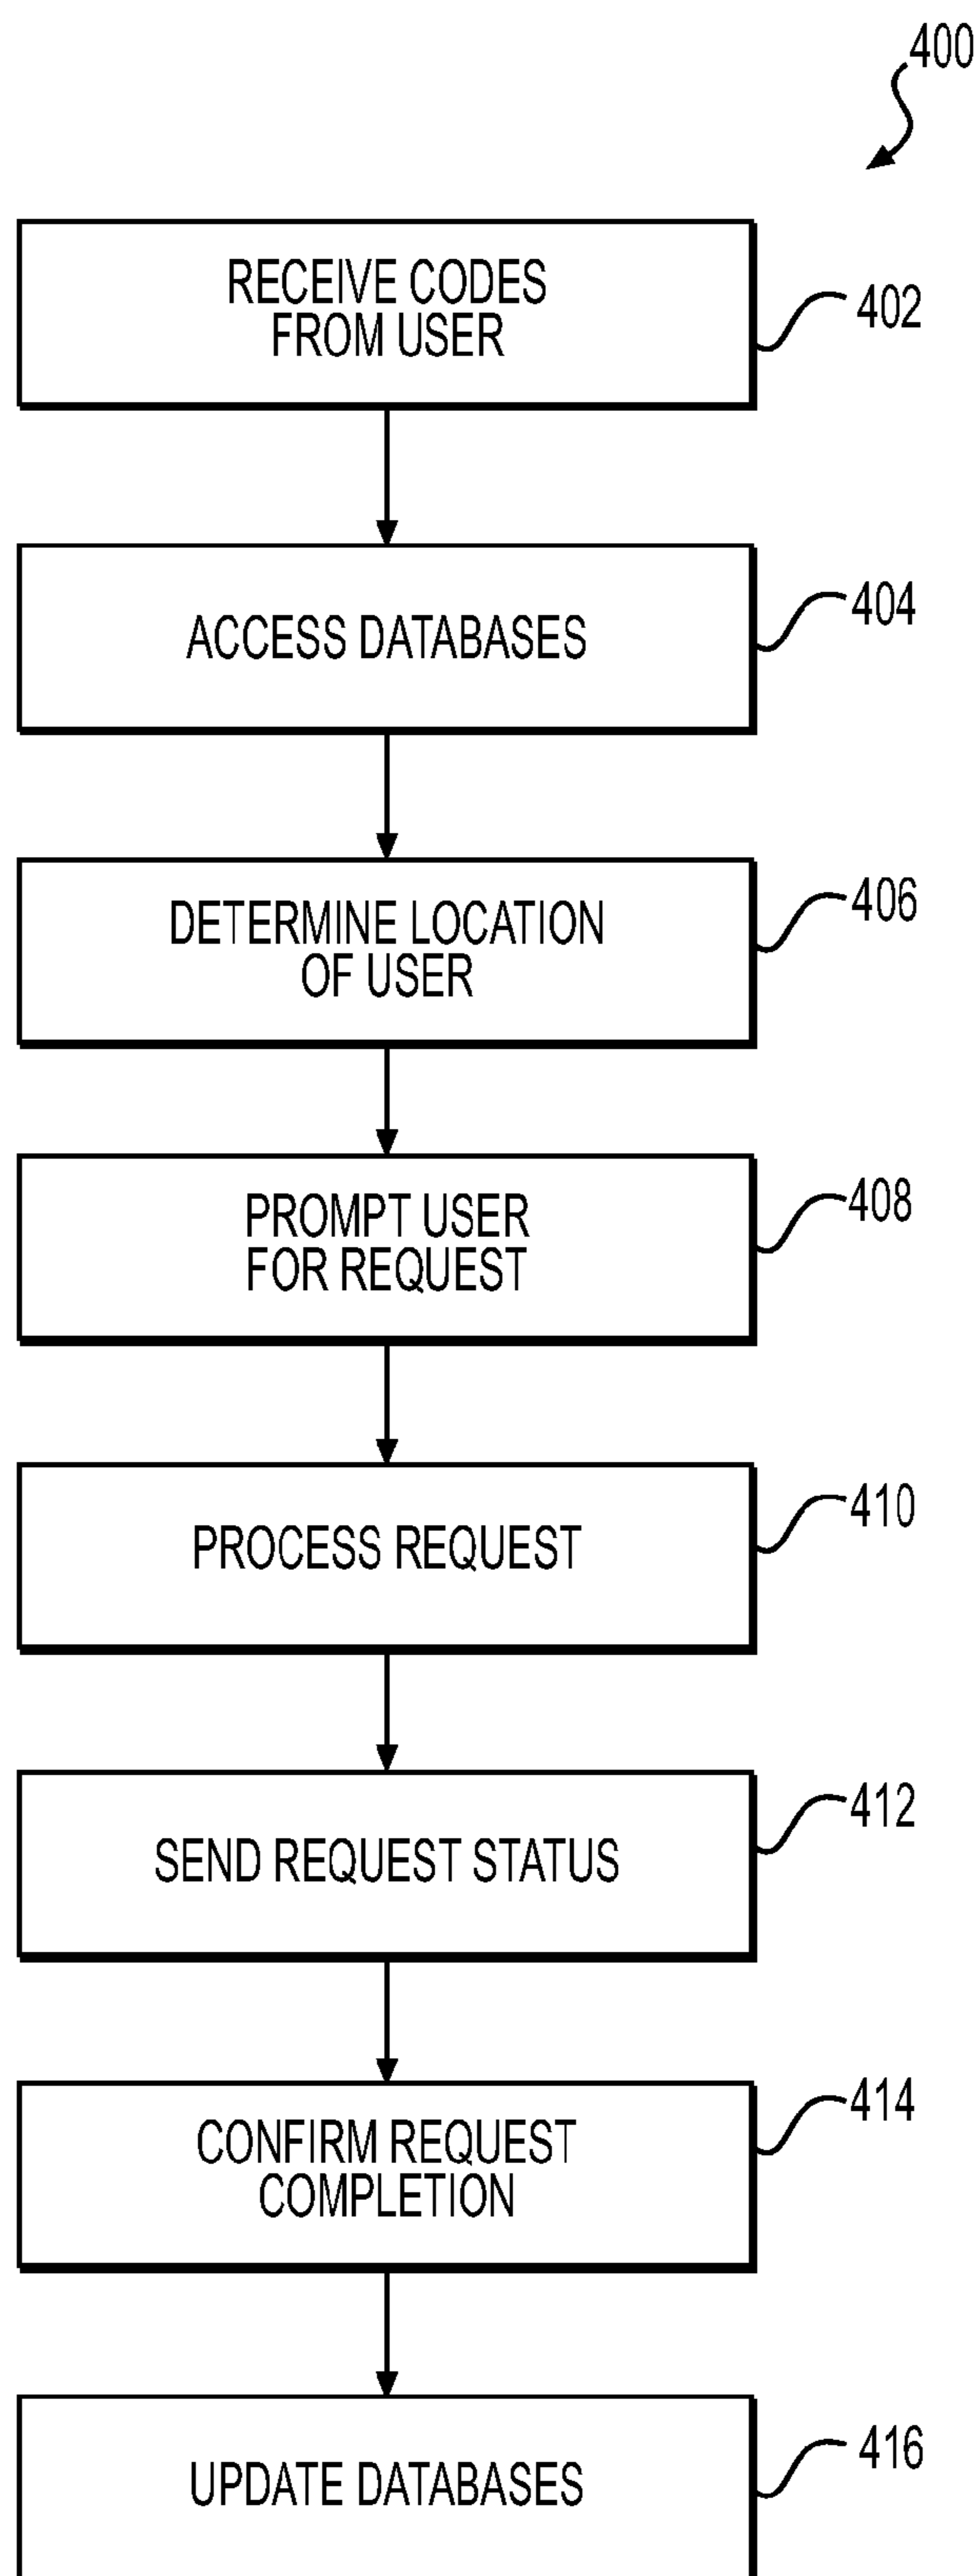 400
RECEIVE CODES
FROM USER
402
ACCESS DATABASES
404
DETERMINE LOCATION
OF USER
406
PROMPT USER
FOR REQUEST
408
PROCESS REQUEST
410
SEND REQUEST STATUS
412
CONFIRM REQUEST
COMPLETION
414
UPDATE DATABASES
416